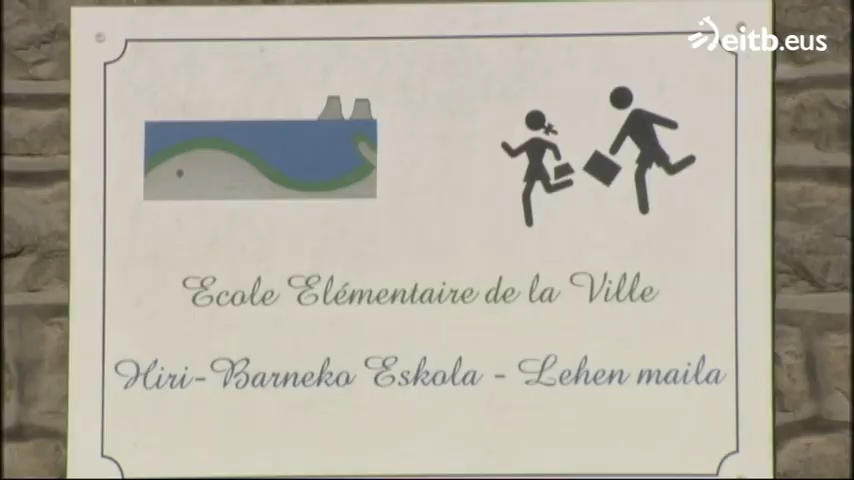 eitb.eus
Ecole Elémentaire de la Ville
Hiri-Barneko Eskola - Lehen maila